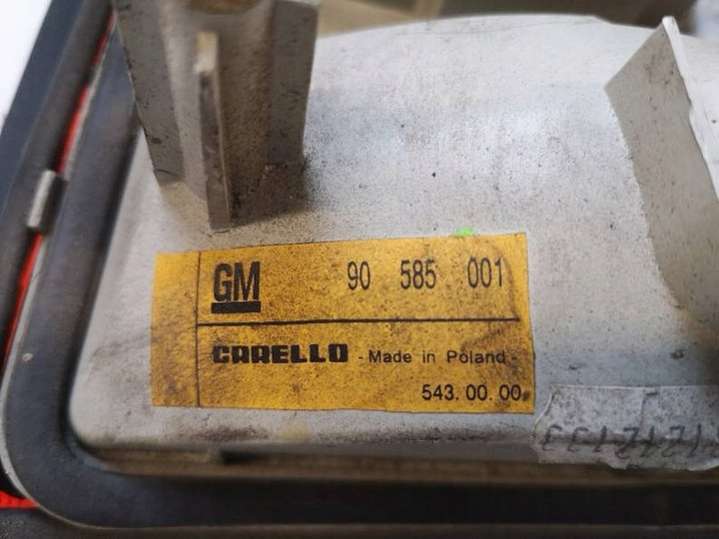 GM 90 585 001
CARELLO - Made in Poland -
543.00.00